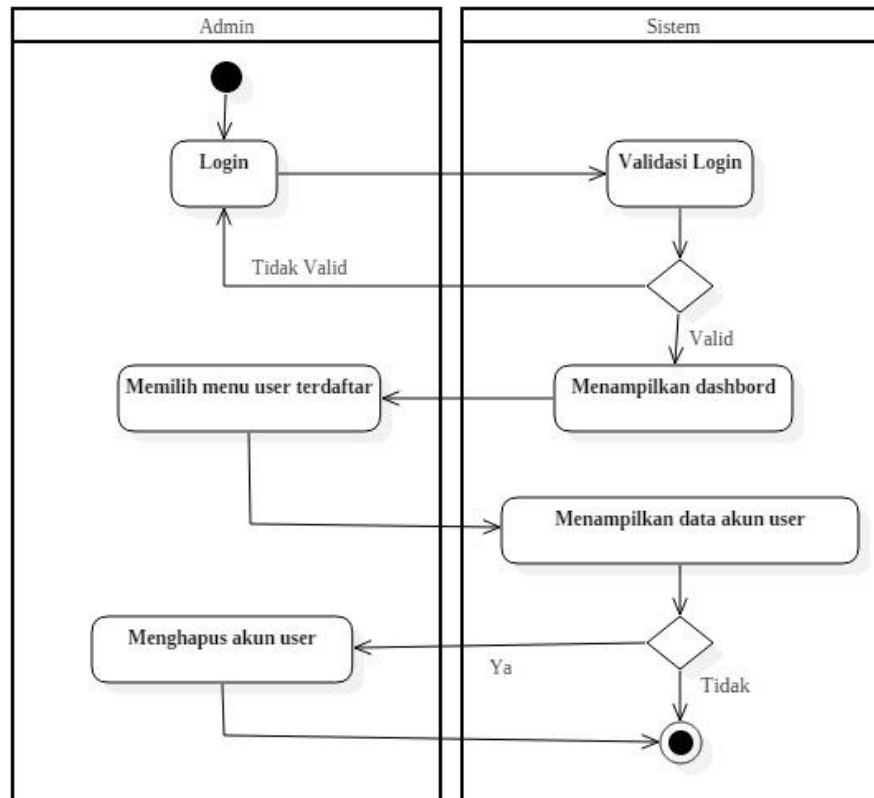 Admin
Sistem
Login
Validasi Login
Tidak Valid
Valid
Memilih menu user terdaftar
Menampilkan dashbord
Menampilkan data akun user
Menghapus akun user
Ya
Tidak